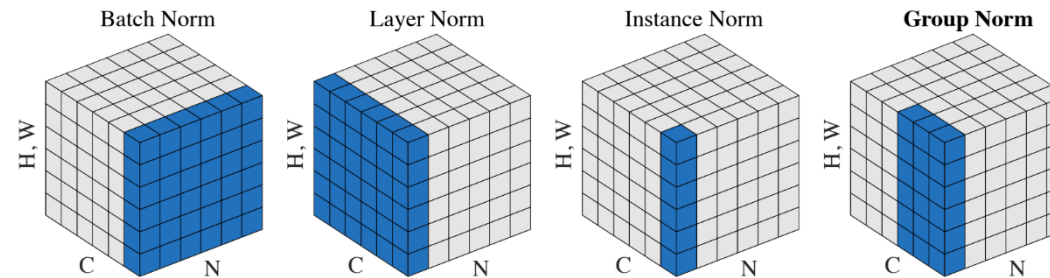 Batch Norm
Layer Norm
Instance Norm
Group Norm
H, W
C
N
H, W
C
N
H, W
C
N
H, W
C
N